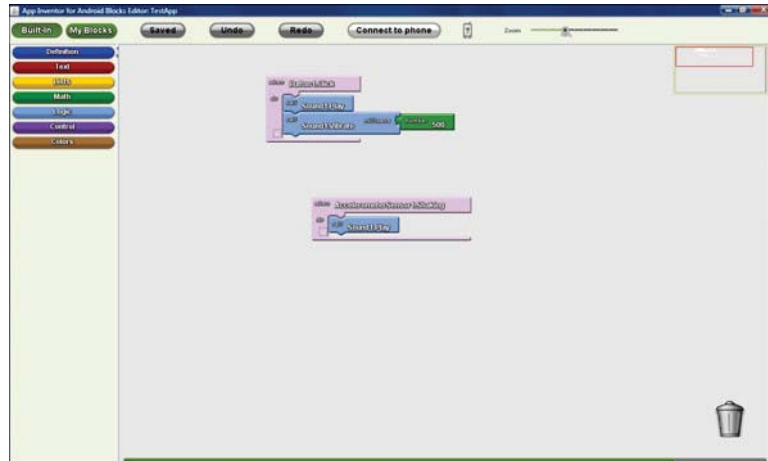 App Inventor for Android Blocks Editor: TestApp
Built-In My Blocks Saved Undo Redo Connect to phone Zoom
Definition
Text
Lists
Math
Logic
Control
Colors
when Button1.Click
do call Sound1.Play
call Sound1.Vibrate millisecs number 500
when AccelerometerSensor1.Shaking
do call Sound1.Play